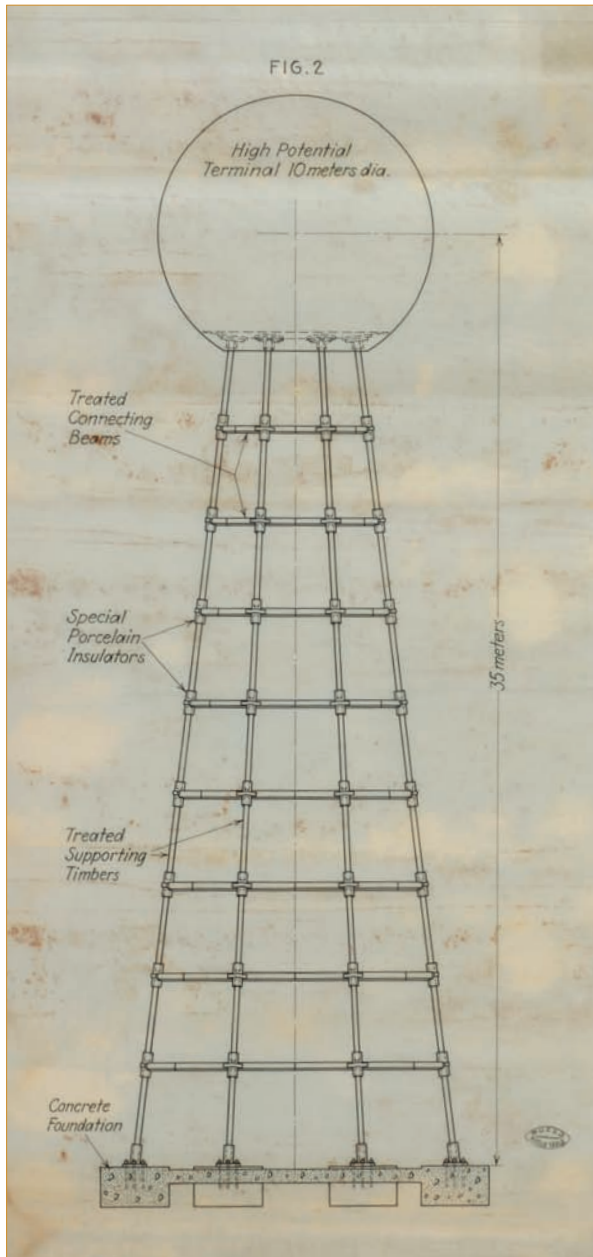 FIG. 2
High Potential
Terminal 10 meters dia.
Treated
Connecting
Beams
Special
Porcelain
Insulators
35 meters
Treated
Supporting
Timbers
Concrete
Foundation